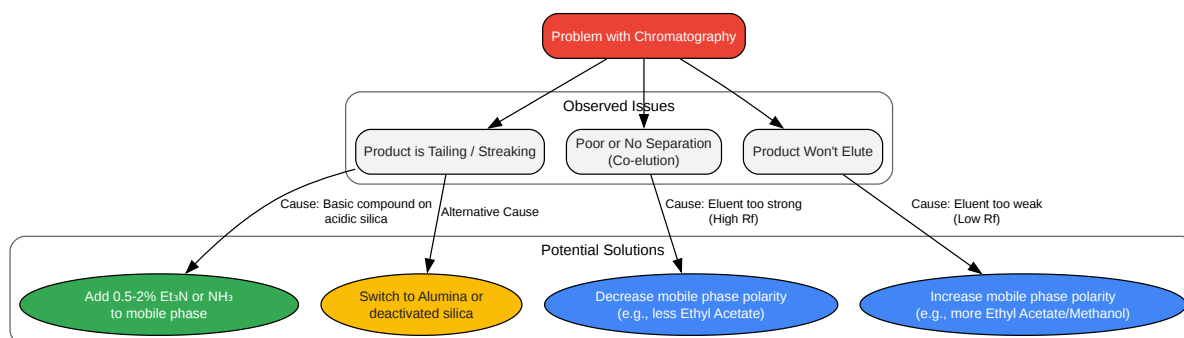 Problem with Chromatography
Observed Issues
Product is Tailing / Streaking
Poor or No Separation
(Co-elution)
Product Won't Elute
Cause: Basic compound on
acidic silica
Alternative Cause
Cause: Eluent too strong
(High Rf)
Cause: Eluent too weak
(Low Rf)
Potential Solutions
Add 0.5-2% Et₃N or NH₃
to mobile phase
Switch to Alumina or
deactivated silica
Decrease mobile phase polarity
(e.g., less Ethyl Acetate)
Increase mobile phase polarity
(e.g., more Ethyl Acetate/Methanol)